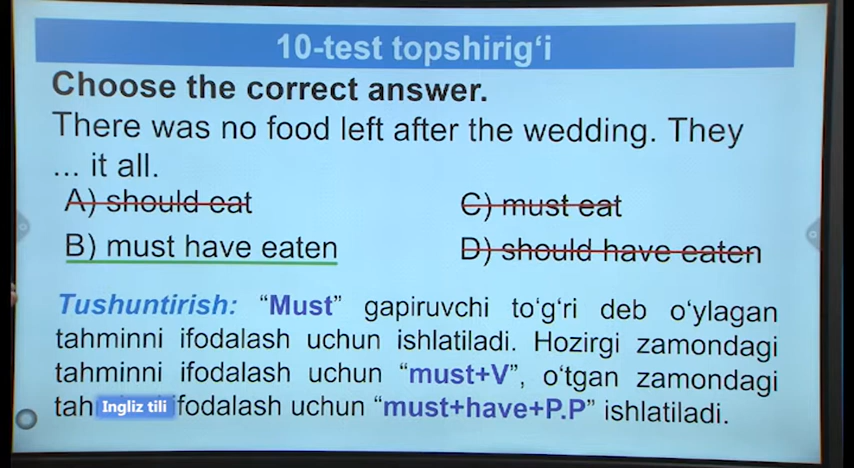 10-test topshirig‘i
Choose the correct answer.
There was no food left after the wedding. They
... it all.
A) should eat
C) must eat
B) must have eaten
D) should have eaten
Tushuntirish: “Must” gapiruvchi to‘g‘ri deb o‘ylagan
tahminni ifodalash uchun ishlatiladi. Hozirgi zamondagi
tahminni ifodalash uchun “must+V”, o‘tgan zamondagi
tah Ingliz tili ifodalash uchun “must+have+P.P” ishlatiladi.